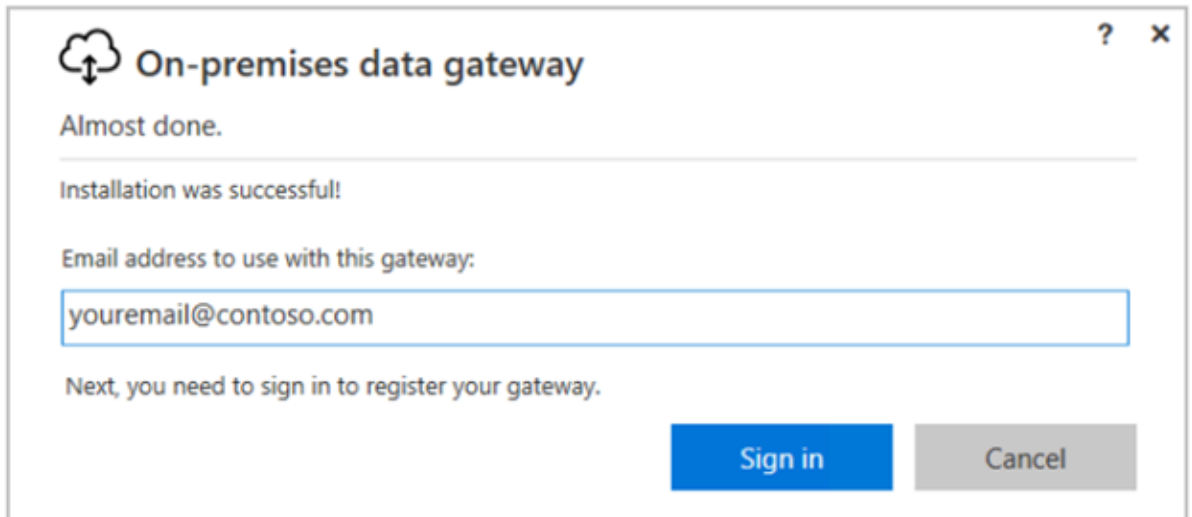 ? ×
On-premises data gateway
Almost done.
Installation was successful!
Email address to use with this gateway:
youremail@contoso.com
Next, you need to sign in to register your gateway.
Sign in Cancel